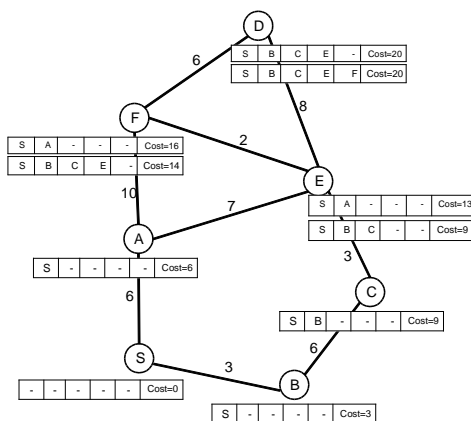 D
6
S B C E - Cost=20
S B C E F Cost=20
8
F
S A - - - Cost=16
2
S B C E - Cost=14
E
10
7
S A - - - Cost=13
S B C - - Cost=9
A
3
S - - - - Cost=6
C
6
S B - - - Cost=9
S
6
3
B
- - - - - Cost=0
S - - - - Cost=3